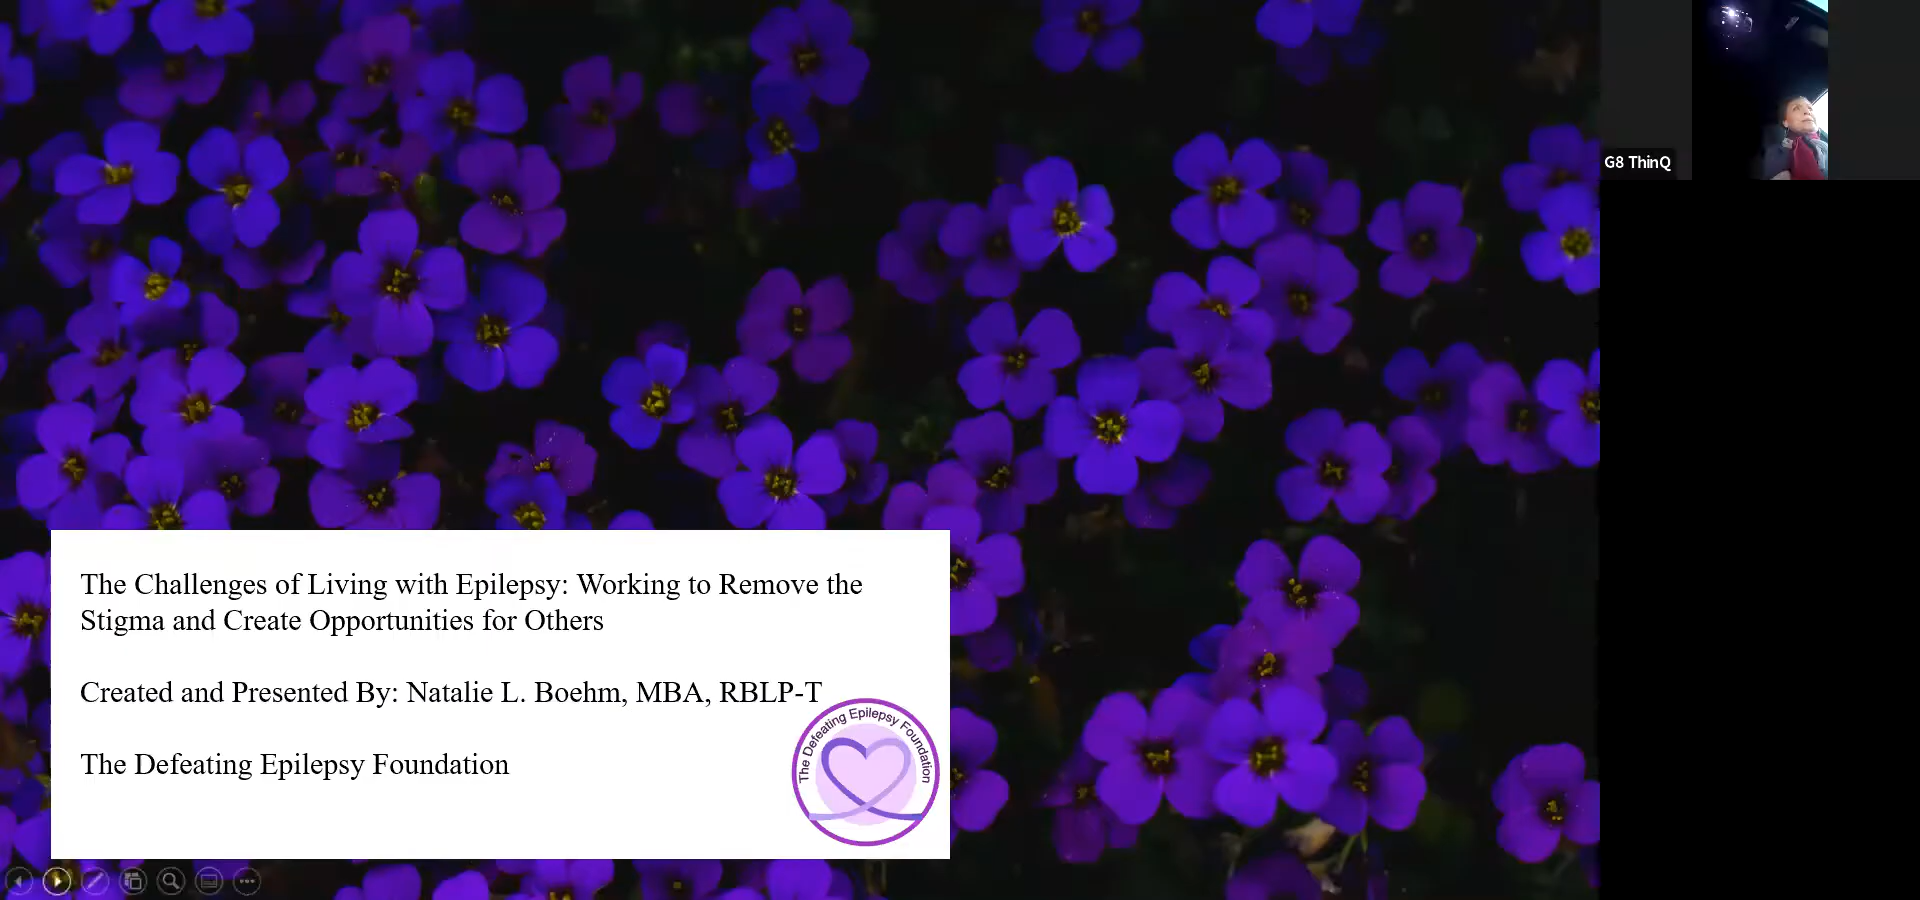 G8 ThinQ
The Challenges of Living with Epilepsy: Working to Remove the
Stigma and Create Opportunities for Others
Created and Presented By: Natalie L. Boehm, MBA, RBLP-T
The Defeating Epilepsy Foundation
The Defeating Epilepsy Foundation